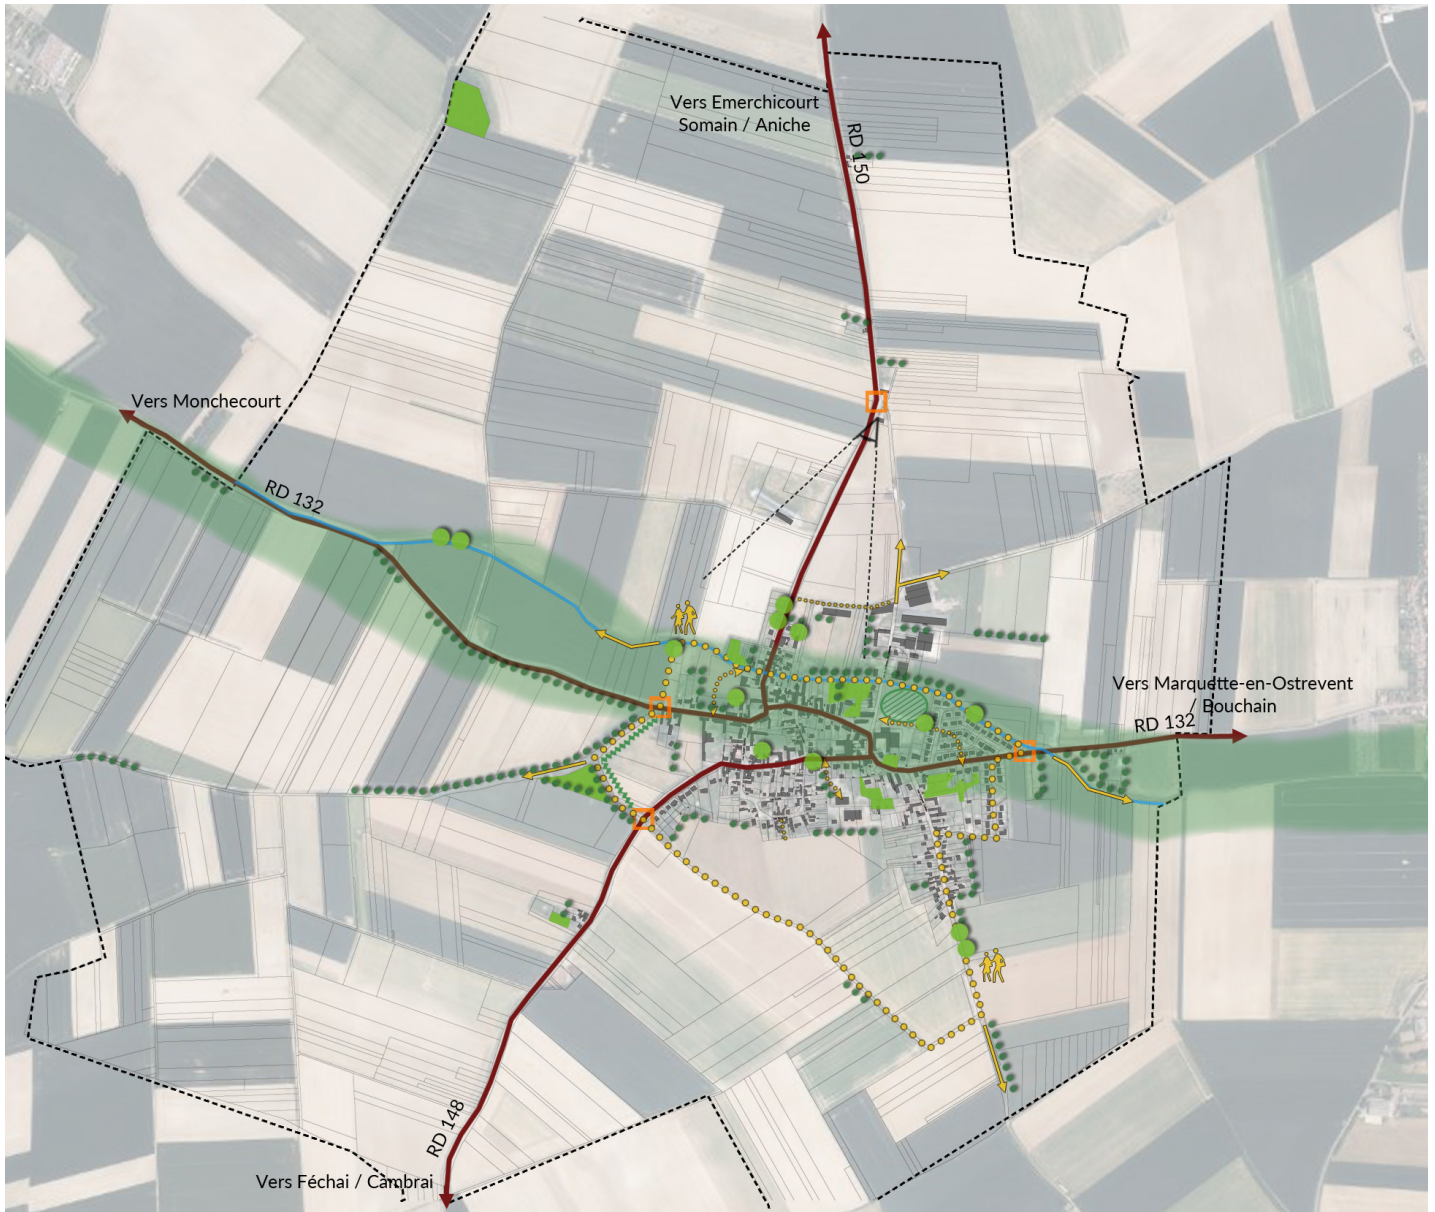 Vers Emerchicourt
Somain / Aniche
RD 150
Vers Monchecourt
RD 132
Vers Marquette-en-Ostrevent
/ Bouchain
RD 132
RD 148
Vers Féchai / Cambrai